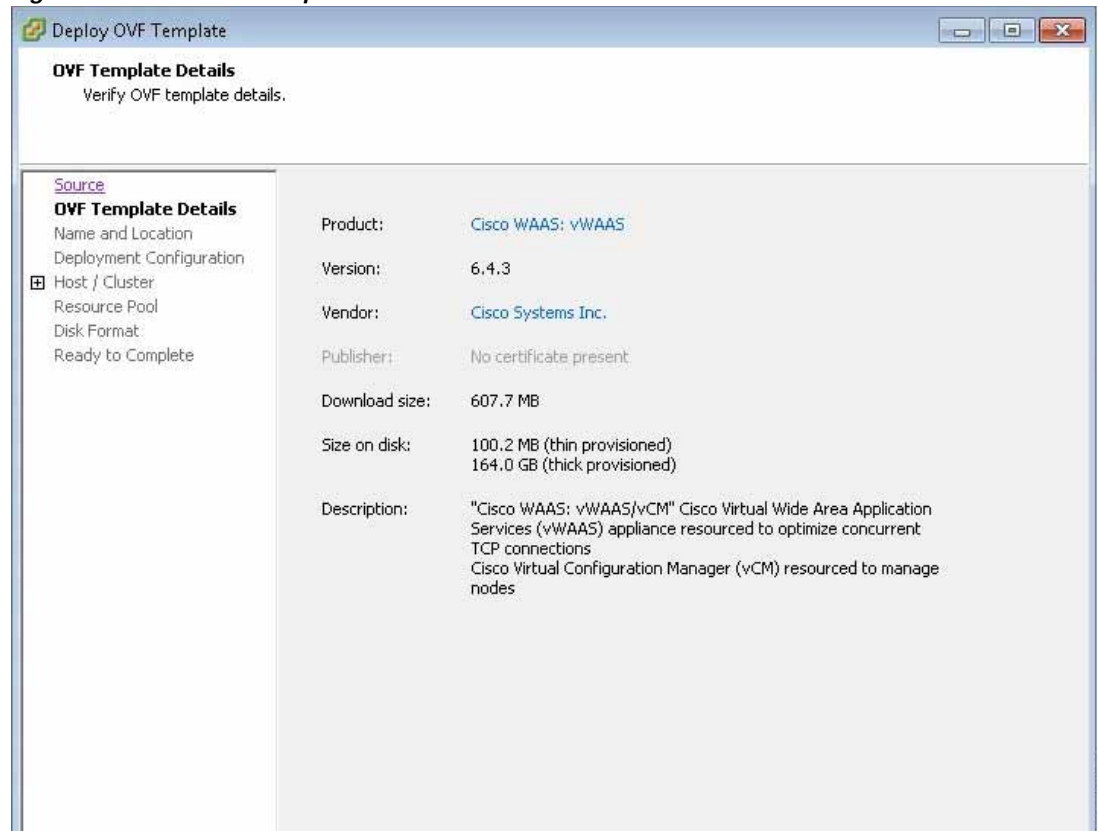 Deploy OVF Template
OVF Template Details
Verify OVF template details.
Source
OVF Template Details
Name and Location
Deployment Configuration
Host / Cluster
Resource Pool
Disk Format
Ready to Complete
Product: Cisco WAAS: vWAAS
Version: 6.4.3
Vendor: Cisco Systems Inc.
Publisher: No certificate present
Download size: 607.7 MB
Size on disk: 100.2 MB (thin provisioned)
164.0 GB (thick provisioned)
Description: "Cisco WAAS: vWAAS/vCM" Cisco Virtual Wide Area Application
Services (vWAAS) appliance resourced to optimize concurrent
TCP connections
Cisco Virtual Configuration Manager (vCM) resourced to manage
nodes